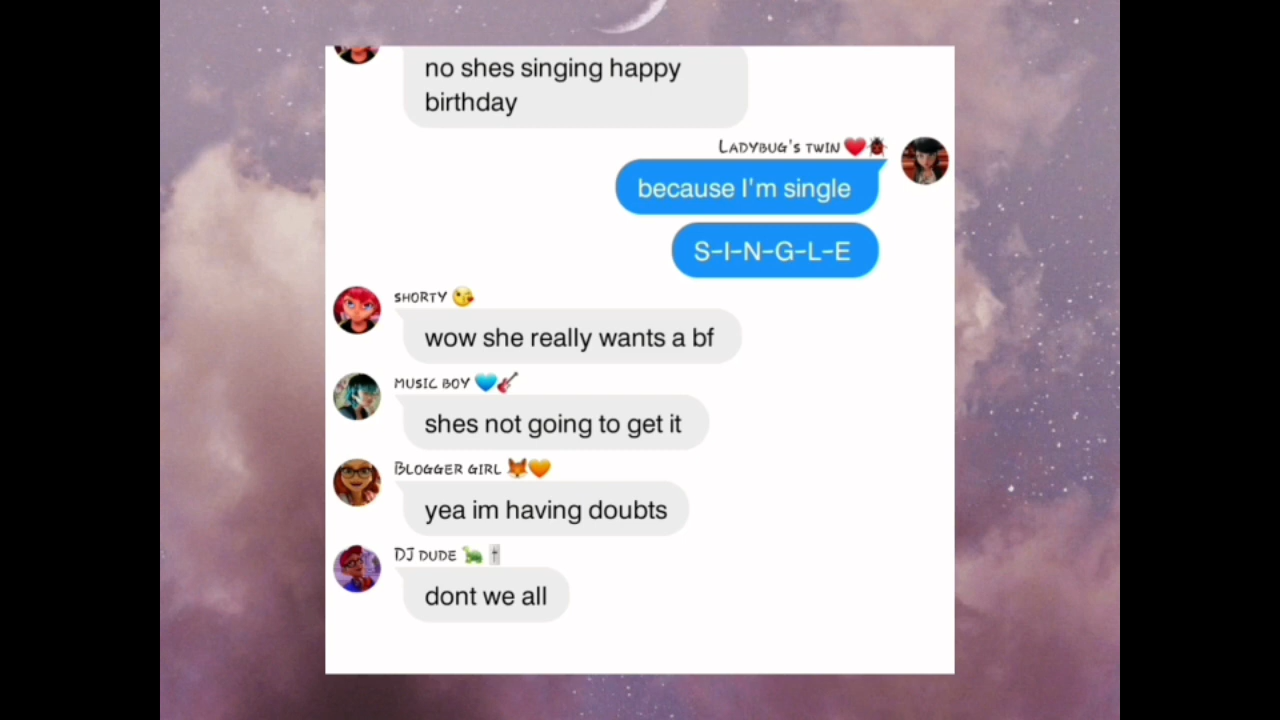 no shes singing happy
birthday
Ladybug's twin ❤️🐞
because I'm single
S-I-N-G-L-E
shorty 😘
wow she really wants a bf
music boy 💙🎸
shes not going to get it
Blogger girl 🦊🧡
yea im having doubts
DJ dude 🐢🎚️
dont we all